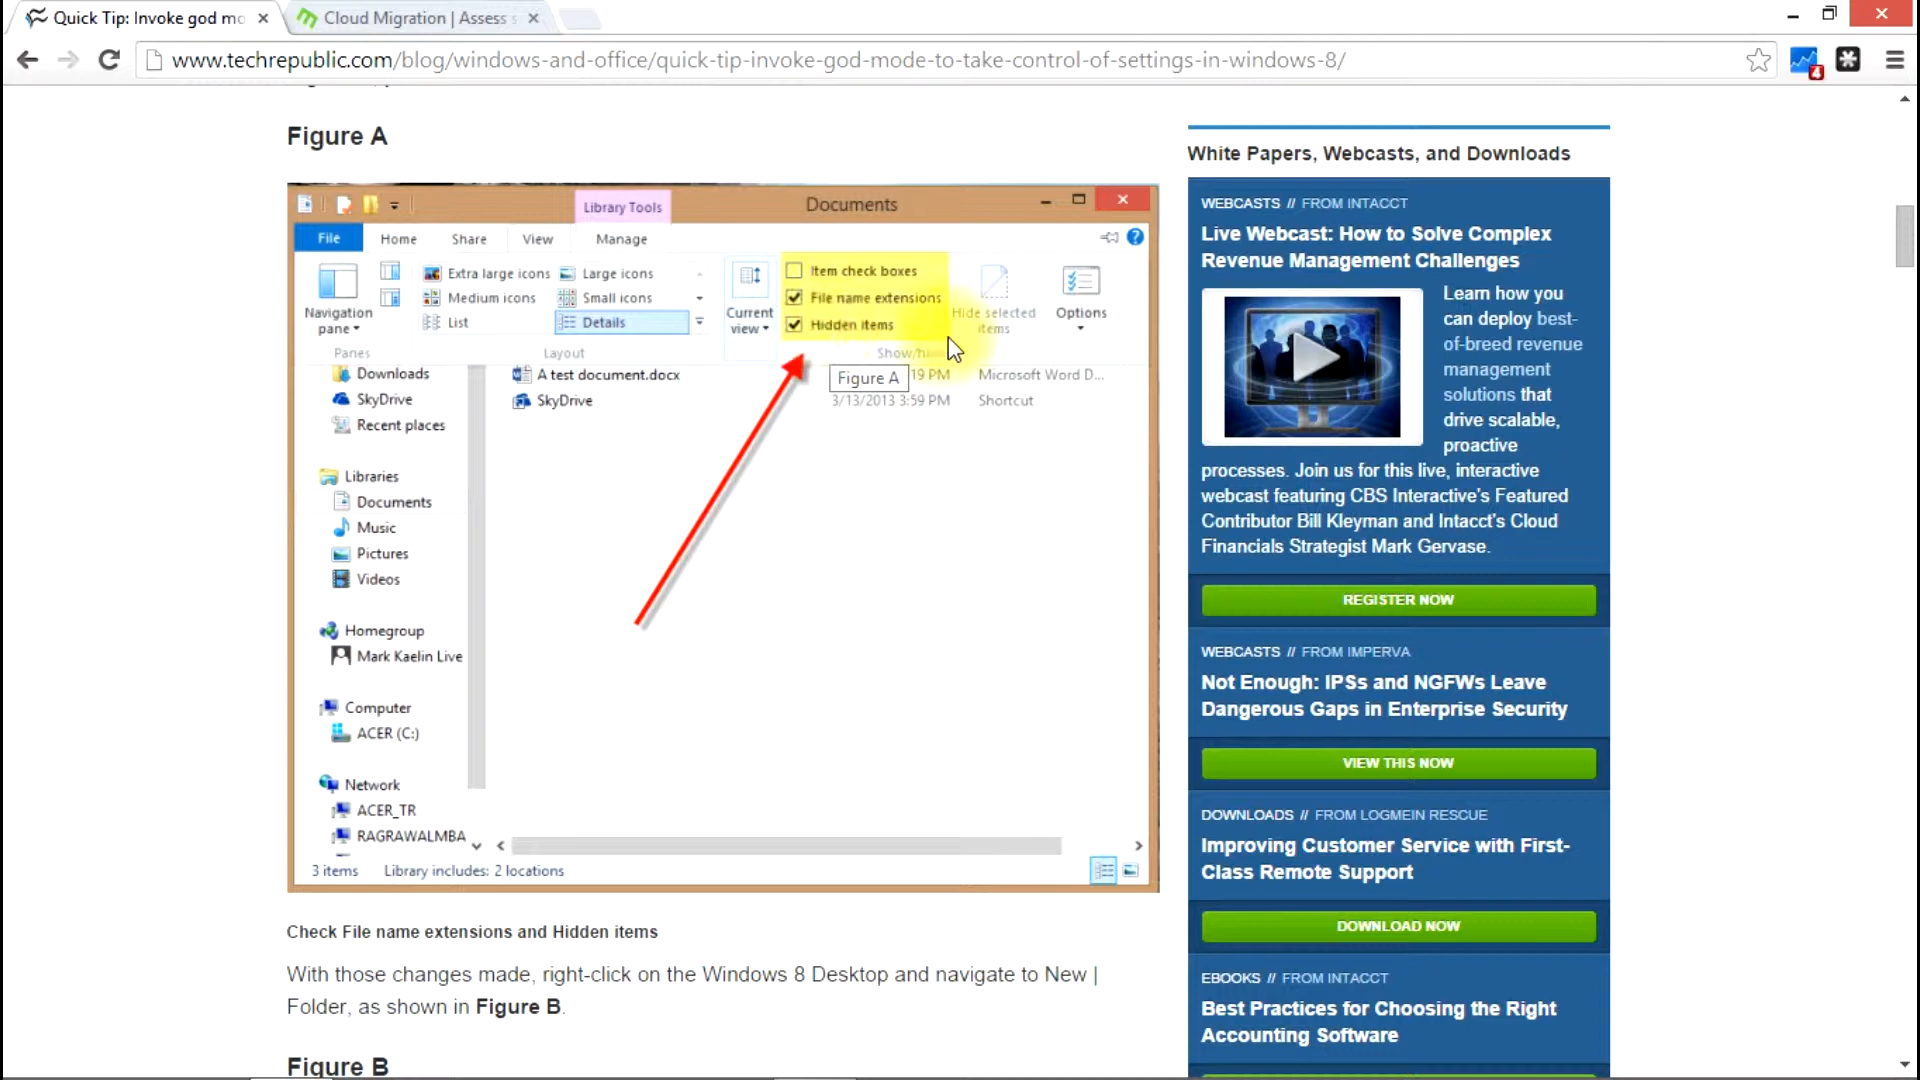 Quick Tip: Invoke god mo
Cloud Migration | Assess s
www.techrepublic.com/blog/windows-and-office/quick-tip-invoke-god-mode-to-take-control-of-settings-in-windows-8/
4
Figure A
Library Tools
Documents
File
Home
Share
View
Manage
Navigation pane
Extra large icons
Large icons
Medium icons
Small icons
List
Details
Current view
Item check boxes
File name extensions
Hidden items
Hide selected items
Options
Panes
Layout
Show/h
Figure A
Downloads
A test document.docx
19 PM
Microsoft Word D...
SkyDrive
SkyDrive
3/13/2013 3:59 PM
Shortcut
Recent places
Libraries
Documents
Music
Pictures
Videos
Homegroup
Mark Kaelin Live
Computer
ACER (C:)
Network
ACER_TR
RAGRAWALMBA
3 items
Library includes: 2 locations
Check File name extensions and Hidden items
With those changes made, right-click on the Windows 8 Desktop and navigate to New |
Folder, as shown in Figure B.
Figure B
White Papers, Webcasts, and Downloads
WEBCASTS // FROM INTACCT
Live Webcast: How to Solve Complex
Revenue Management Challenges
Learn how you
can deploy best-
of-breed revenue
management
solutions that
drive scalable,
proactive
processes. Join us for this live, interactive
webcast featuring CBS Interactive's Featured
Contributor Bill Kleyman and Intacct's Cloud
Financials Strategist Mark Gervase.
REGISTER NOW
WEBCASTS // FROM IMPERVA
Not Enough: IPSs and NGFWs Leave
Dangerous Gaps in Enterprise Security
VIEW THIS NOW
DOWNLOADS // FROM LOGMEIN RESCUE
Improving Customer Service with First-
Class Remote Support
DOWNLOAD NOW
EBOOKS // FROM INTACCT
Best Practices for Choosing the Right
Accounting Software